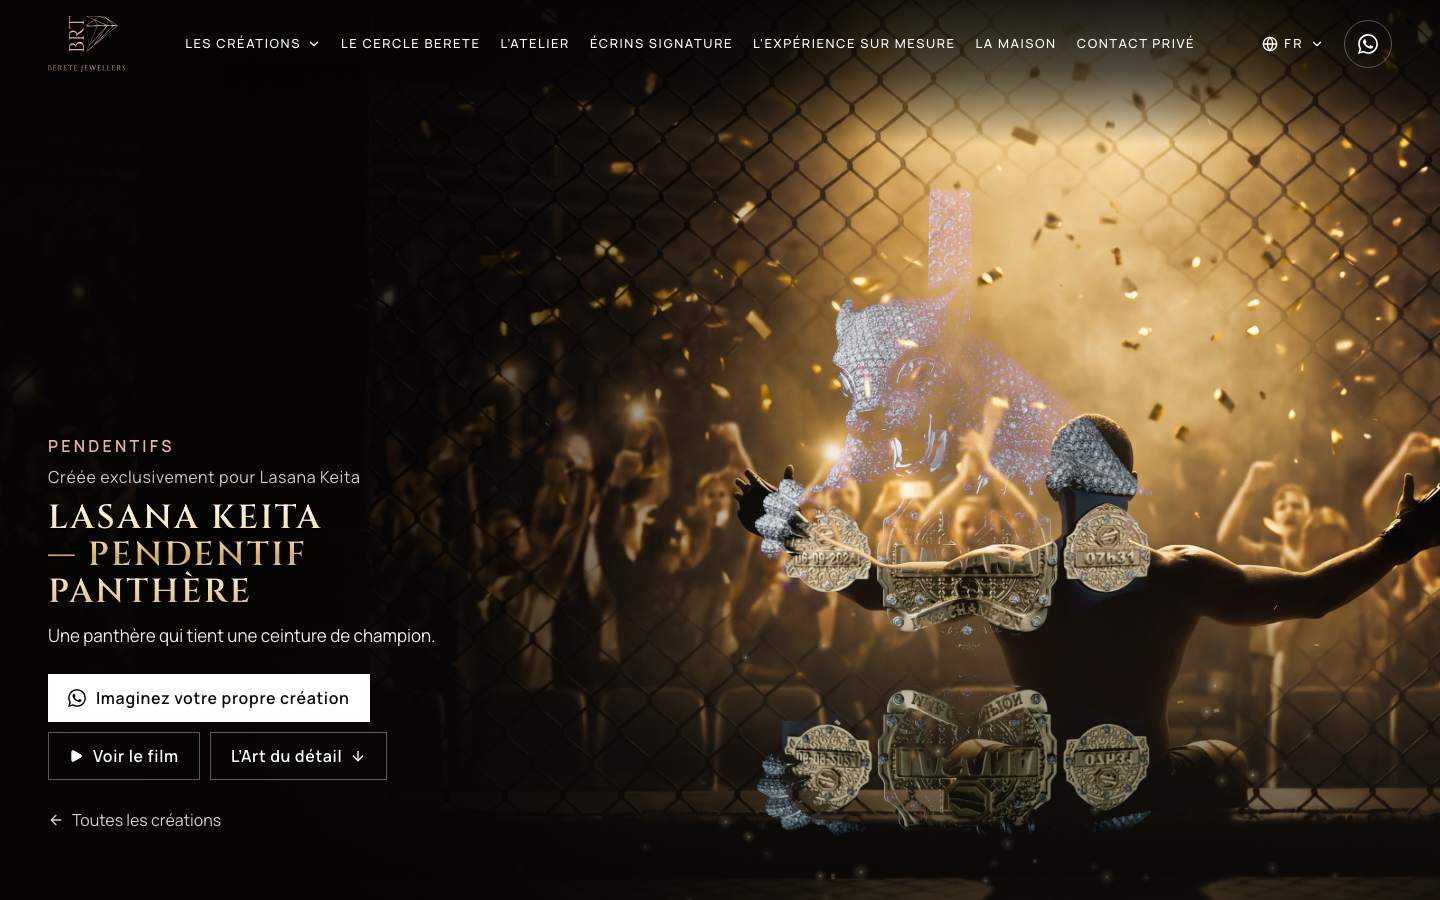 BRT
BERETE JEWELLERS
LES CRÉATIONS
LE CERCLE BERETE
L'ATELIER
ÉCRINS SIGNATURE
L'EXPÉRIENCE SUR MESURE
LA MAISON
CONTACT PRIVÉ
FR
PENDENTIFS
Créée exclusivement pour Lasana Keita
LASANA KEITA
— PENDENTIF
PANTHÈRE
Une panthère qui tient une ceinture de champion.
Imaginez votre propre création
Voir le film
L'Art du détail
Toutes les créations
07h31